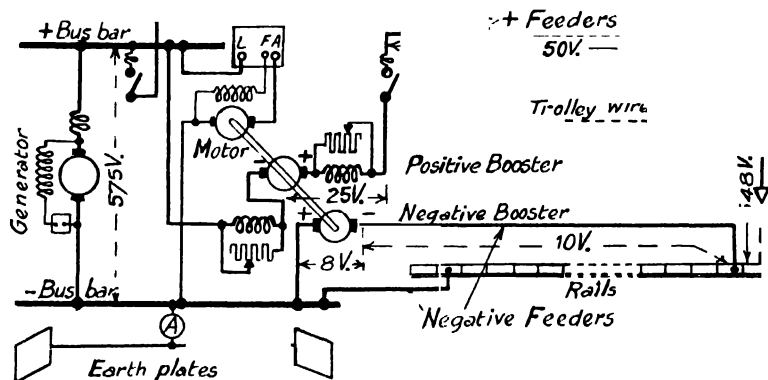 + Bus bar
L FA
+ Feeders
50V.
Trolley wire
Motor
Generator
575V.
+
-
Positive Booster
25V.
+
-
Negative Booster
48V.
10V.
8V.
- Bus bar
Rails
Negative Feeders
A
Earth plates